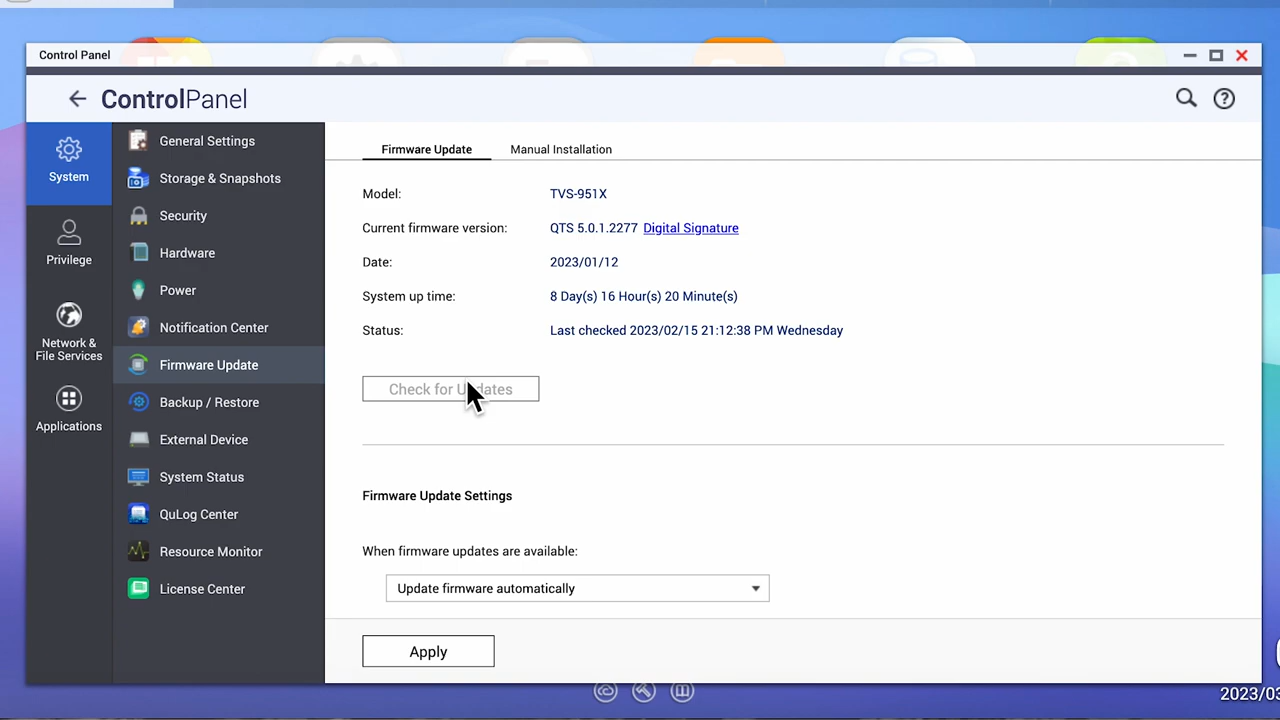 Control Panel
ControlPanel
System
Privilege
Network &
File Services
Applications
General Settings
Storage & Snapshots
Security
Hardware
Power
Notification Center
Firmware Update
Backup / Restore
External Device
System Status
QuLog Center
Resource Monitor
License Center
Firmware Update Manual Installation
Model: TVS-951X
Current firmware version: QTS 5.0.1.2277 Digital Signature
Date: 2023/01/12
System up time: 8 Day(s) 16 Hour(s) 20 Minute(s)
Status: Last checked 2023/02/15 21:12:38 PM Wednesday
Check for Updates
Firmware Update Settings
When firmware updates are available:
Update firmware automatically
Apply